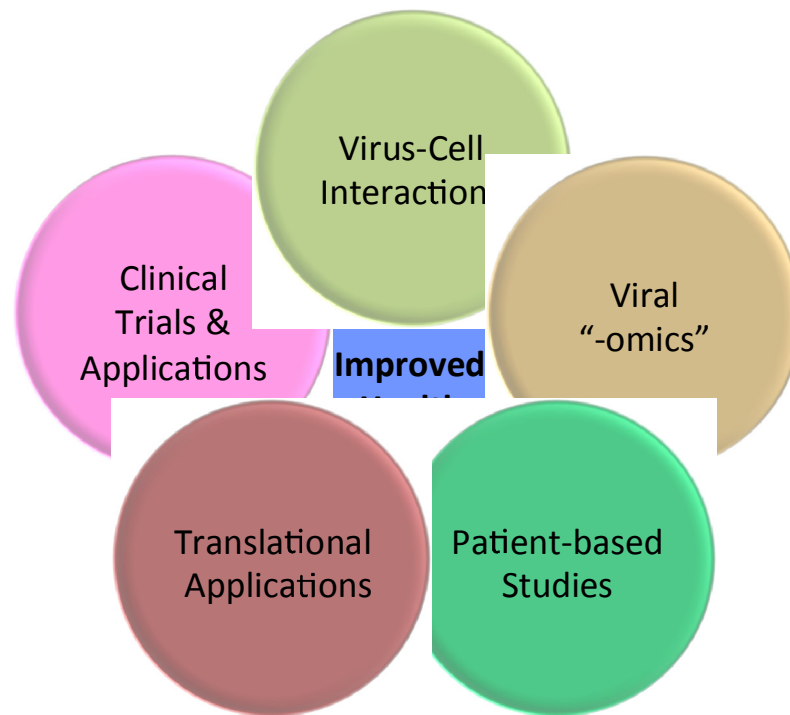 Virus-Cell
Interaction
Clinical
Trials &
Applications
Viral
“-omics”
Improved
Translational
Applications
Patient-based
Studies